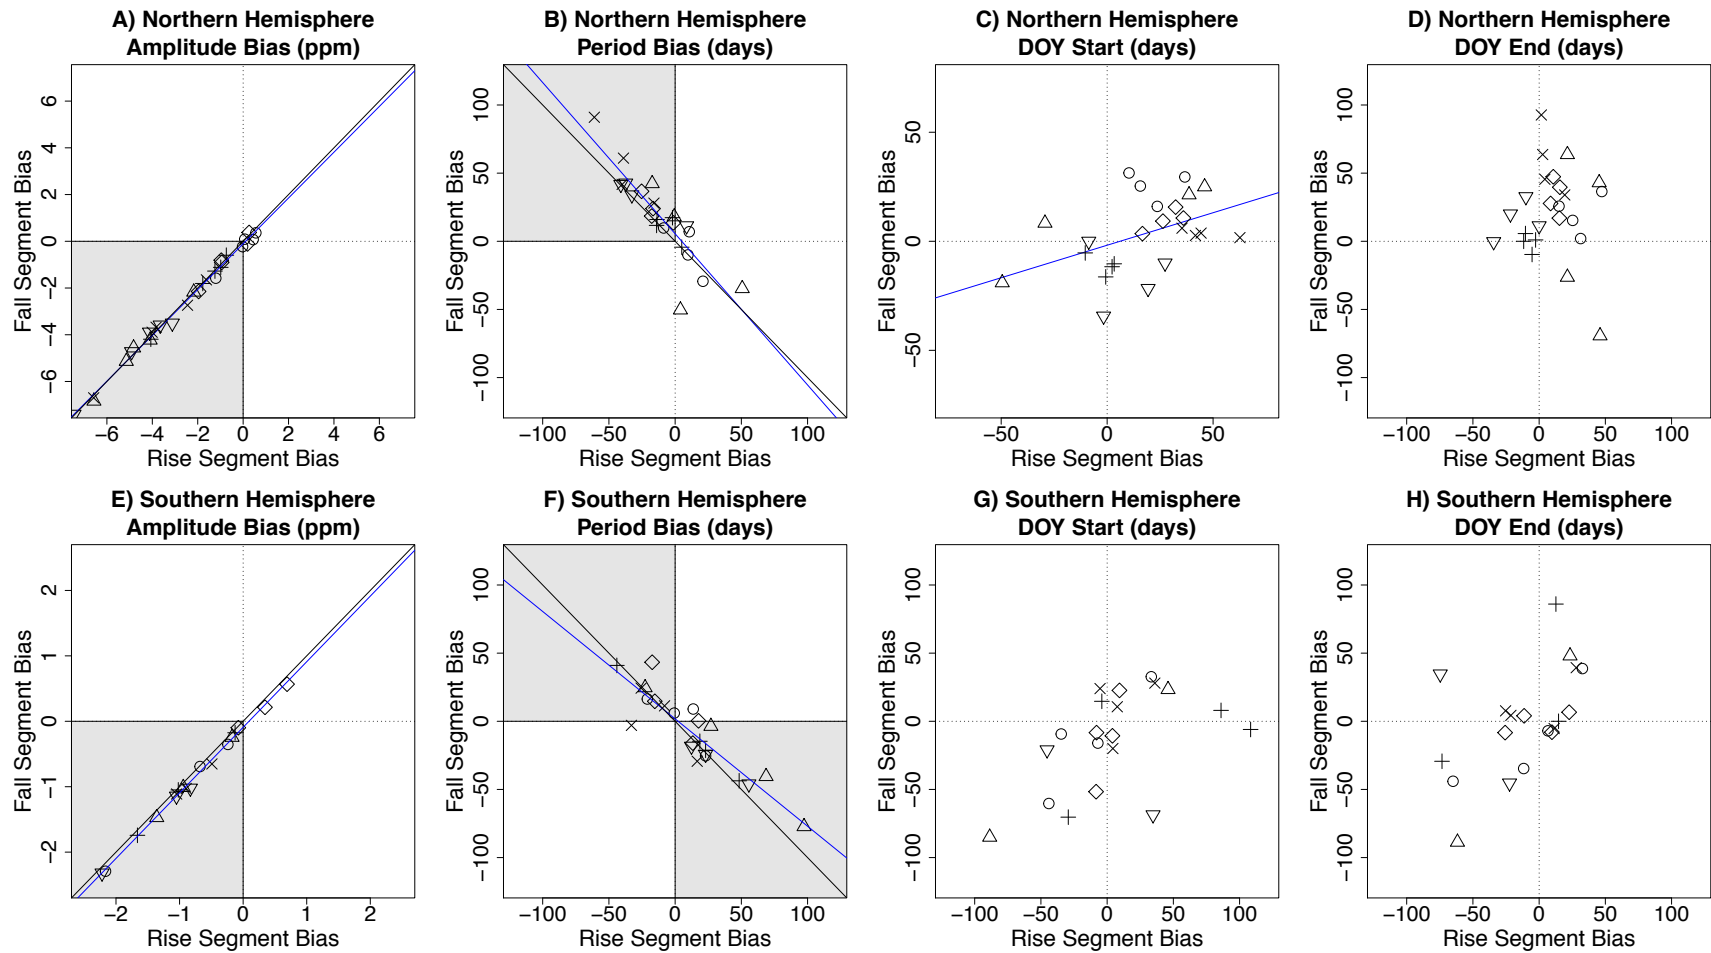 A) Northern Hemisphere
Amplitude Bias (ppm)
Fall Segment Bias
6
4
2
0
−2
−4
−6
−6 −4 −2 0 2 4 6
Rise Segment Bias
B) Northern Hemisphere
Period Bias (days)
Fall Segment Bias
100
50
0
−50
−100
−100 −50 0 50 100
Rise Segment Bias
C) Northern Hemisphere
DOY Start (days)
Fall Segment Bias
50
0
−50
−50 0 50
Rise Segment Bias
D) Northern Hemisphere
DOY End (days)
Fall Segment Bias
100
50
0
−50
−100
−100 −50 0 50 100
Rise Segment Bias
E) Southern Hemisphere
Amplitude Bias (ppm)
Fall Segment Bias
2
1
0
−1
−2
−2 −1 0 1 2
Rise Segment Bias
F) Southern Hemisphere
Period Bias (days)
Fall Segment Bias
100
50
0
−50
−100
−100 −50 0 50 100
Rise Segment Bias
G) Southern Hemisphere
DOY Start (days)
Fall Segment Bias
100
50
0
−50
−100
−100 −50 0 50 100
Rise Segment Bias
H) Southern Hemisphere
DOY End (days)
Fall Segment Bias
100
50
0
−50
−100
−100 −50 0 50 100
Rise Segment Bias